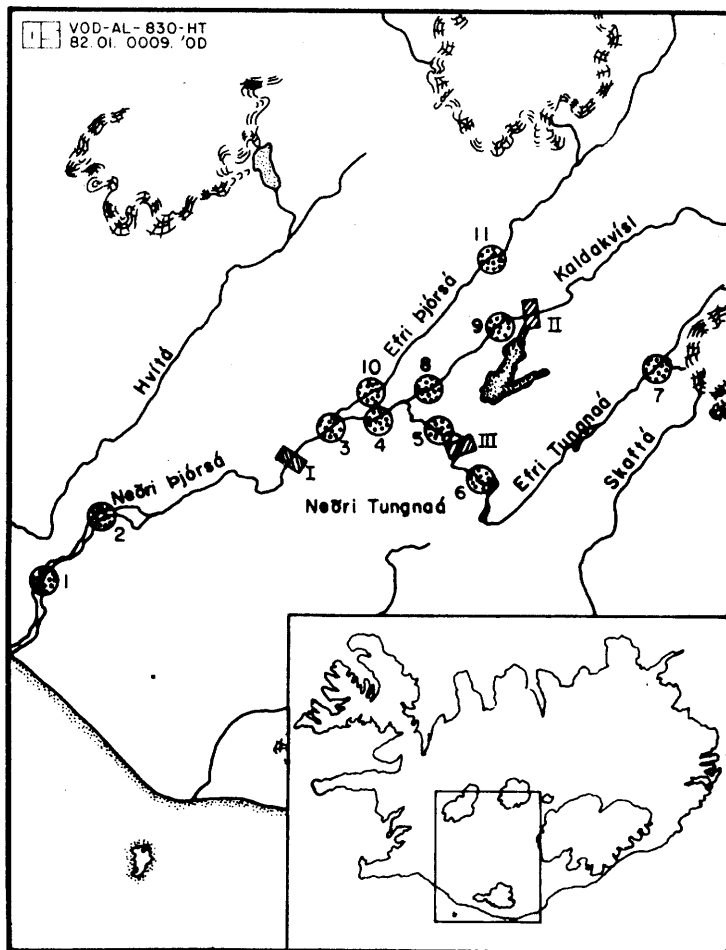 VOD-AL-830-HT
82.01.0009.'OD
11
Kaldakvísl
Efri Þjórsá
9
II
Hvítá
10
8
7
3
4
5
III
Efri Tungnaá
Skaftá
I
6
Neðri Þjórsá
Neðri Tungnaá
2
1